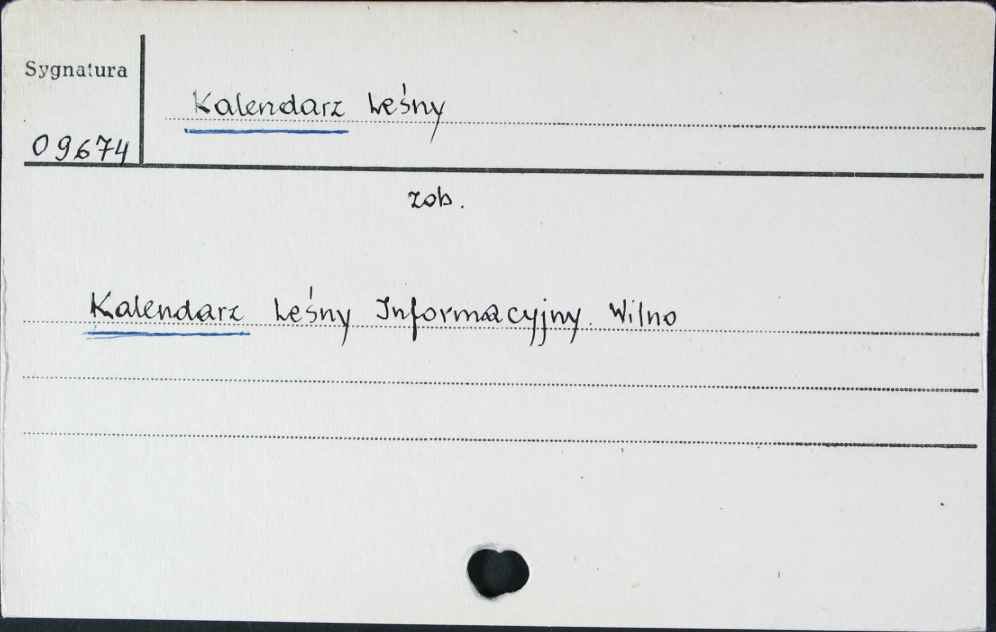 Sygnatura
Kalendarz Leśny
09674
zob.
Kalendarz Leśny Informacyjny. Wilno